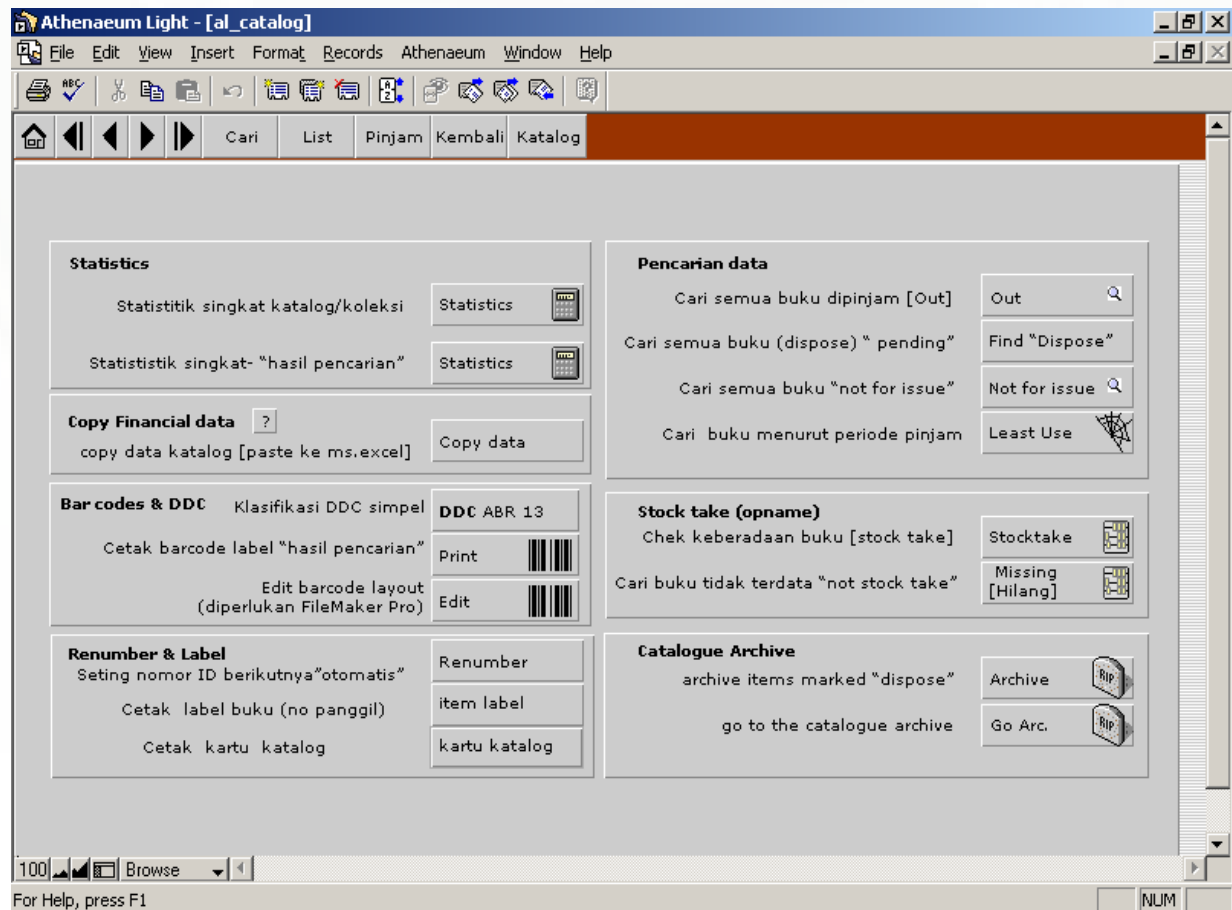 Athenaeum Light - [al_catalog]
File Edit View Insert Format Records Athenaeum Window Help
ABC
A
Z
Cari List Pinjam Kembali Katalog
Statistics
Statistitik singkat katalog/koleksi Statistics
Statististik singkat- "hasil pencarian" Statistics
Copy Financial data ?
copy data katalog [paste ke ms.excel] Copy data
Bar codes & DDC Klasifikasi DDC simpel DDC ABR 13
Cetak barcode label "hasil pencarian" Print
Edit barcode layout
(diperlukan FileMaker Pro) Edit
Renumber & Label
Seting nomor ID berikutnya"otomatis" Renumber
Cetak label buku (no panggil) item label
Cetak kartu katalog kartu katalog
Pencarian data
Cari semua buku dipinjam [Out] Out
Cari semua buku (dispose) " pending" Find "Dispose"
Cari semua buku "not for issue" Not for issue
Cari buku menurut periode pinjam Least Use
Stock take (opname)
Chek keberadaan buku [stock take] Stocktake
Cari buku tidak terdata "not stock take" Missing
[Hilang]
Catalogue Archive
archive items marked "dispose" Archive RIP
go to the catalogue archive Go Arc. RIP
100 Browse
For Help, press F1 NUM